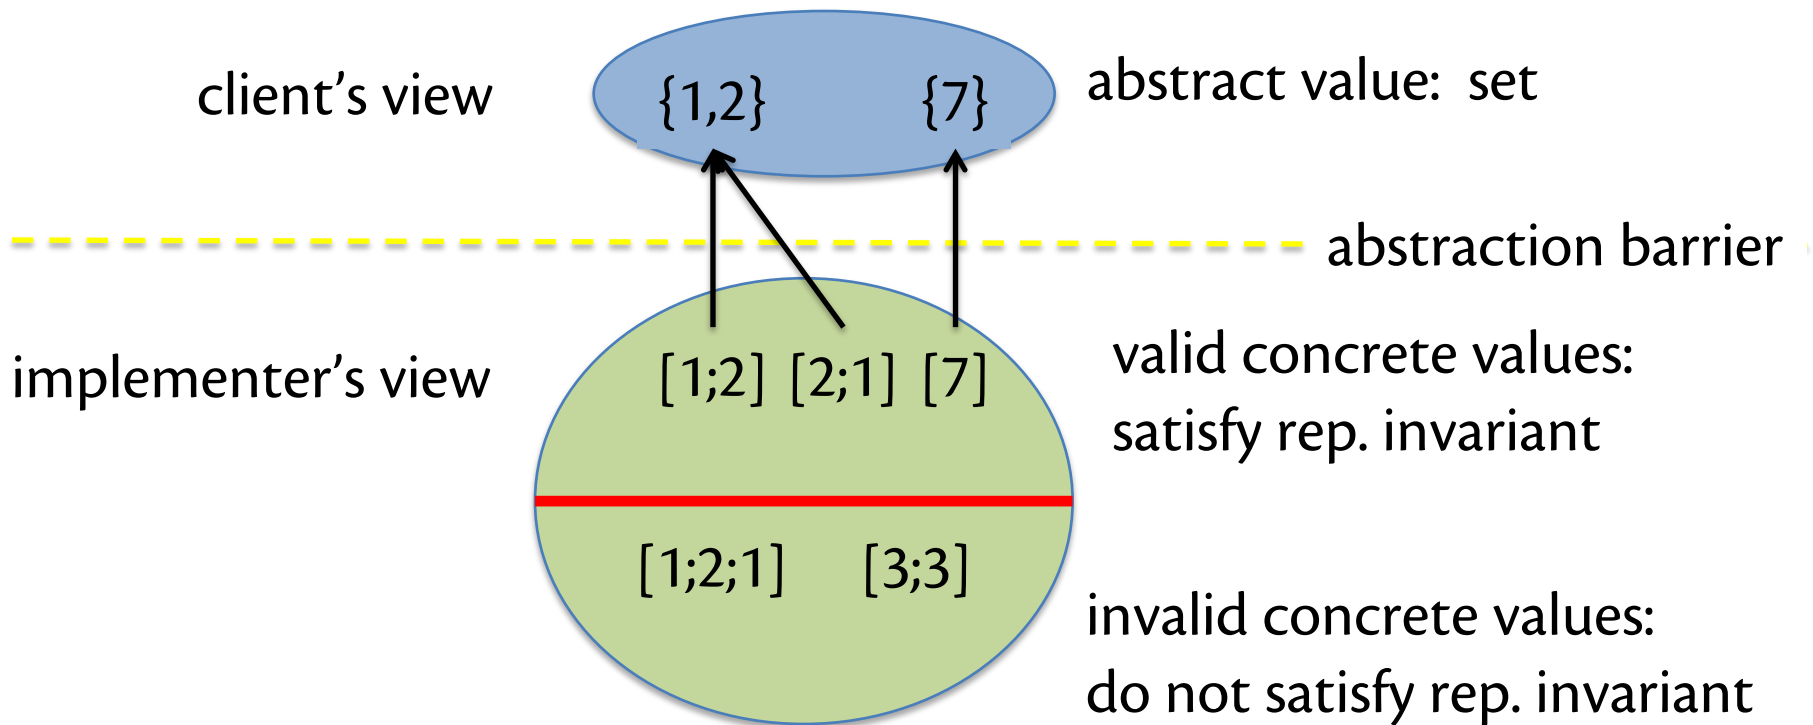 client’s view
{1,2} {7}
abstract value: set
abstraction barrier
implementer’s view
[1;2] [2;1] [7]
valid concrete values:
satisfy rep. invariant
[1;2;1] [3;3]
invalid concrete values:
do not satisfy rep. invariant